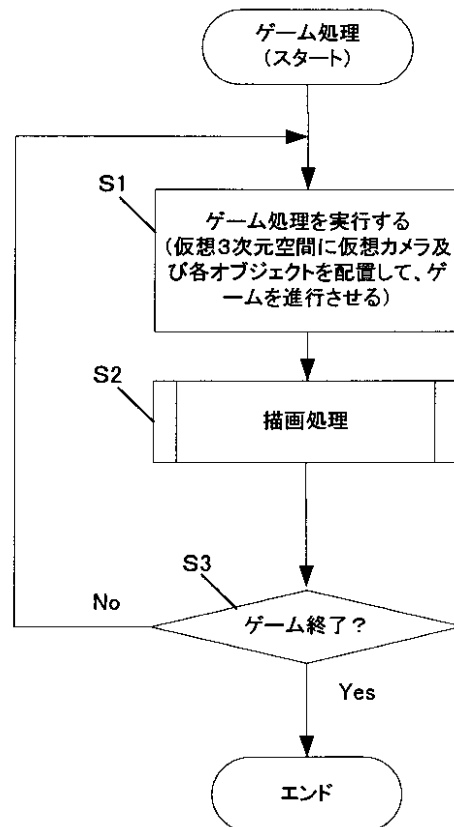 ゲーム処理
(スタート)
S1
ゲーム処理を実行する
(仮想3次元空間に仮想カメラ及
び各オブジェクトを配置して、ゲ
ームを進行させる)
S2
描画処理
S3
No
ゲーム終了?
Yes
エンド